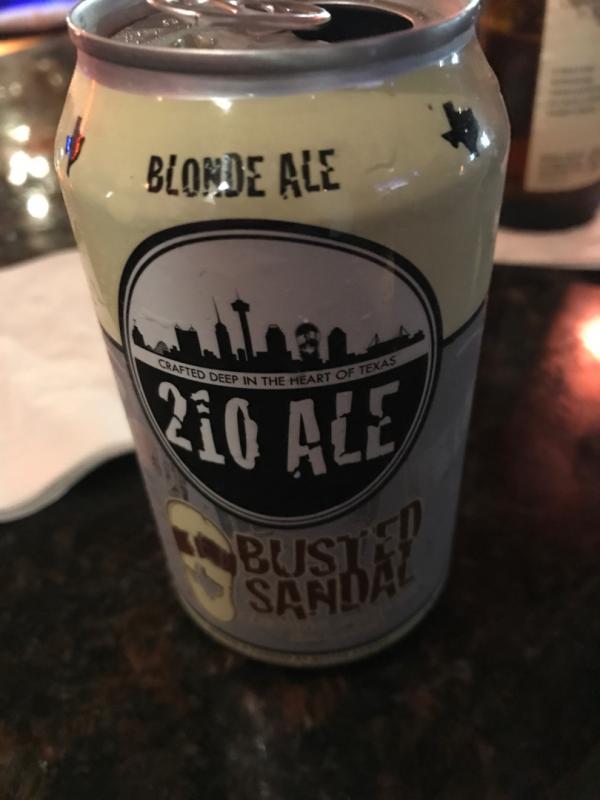 BLONDE ALE
CRAFTED DEEP IN THE HEART OF TEXAS
210 ALE
BUSTED
SANDAL